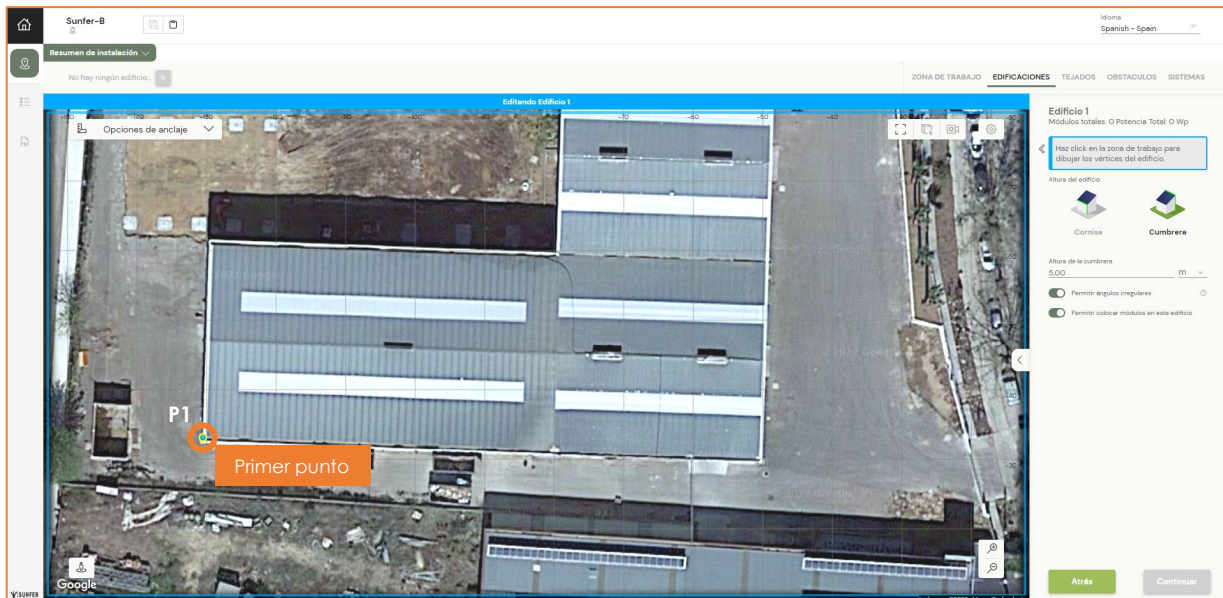 Sunfer-B
Idioma
Spanish - Spain
Resumen de instalación
No hay ningún edificio...
ZONA DE TRABAJO EDIFICACIONES TEJADOS OBSTACULOS SISTEMAS
Editando Edificio 1
Opciones de anclaje
Edificio 1
Módulos totales: 0 Potencia Total: 0 Wp
Haz click en la zona de trabajo para
dibujar los vértices del edificio.
Altura del edificio
Cornisa Cumbrera
Altura de la cumbrera
5.00 m
Permitir ángulos irregulares
Permitir colocar módulos en este edificio
P1
Primer punto
Google
Atrás Continuar
SUNFER